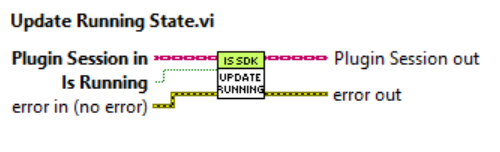 Update Running State.vi
Plugin Session in
Is Running
error in (no error)
IS SDK
UPDATE
RUNNING
Plugin Session out
error out